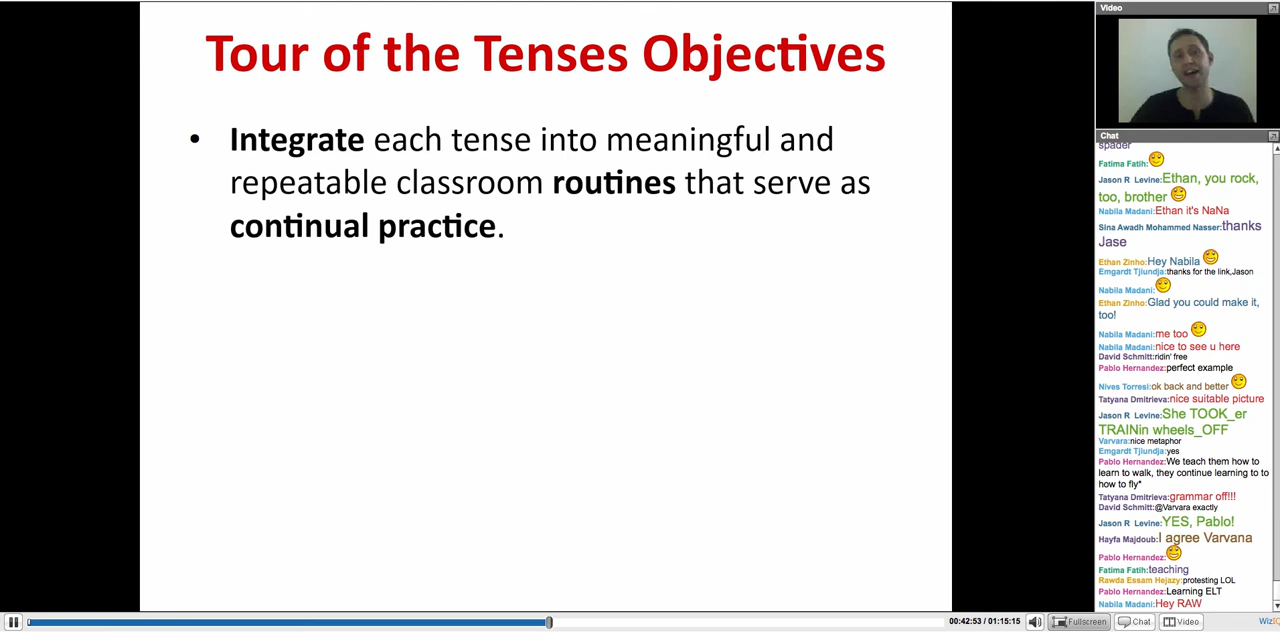 Tour of the Tenses Objectives
• Integrate each tense into meaningful and
repeatable classroom routines that serve as
continual practice.
Video
Chat
spader
Fatima Fatih:
Jason R Levine:Ethan, you rock,
too, brother
Nabila Madani:Ethan it's NaNa
Sina Awadh Mohammed Nasser:thanks
Jase
Ethan Zinho:Hey Nabila
Emgardt Tjiundja:thanks for the link,Jason
Nabila Madani:
Ethan Zinho:Glad you could make it,
too!
Nabila Madani:me too
Nabila Madani:nice to see u here
David Schmitt:ridin' free
Pablo Hernandez:perfect example
Nives Torresi:ok back and better
Tatyana Dmitrieva:nice suitable picture
Jason R Levine:She TOOK_er
TRAINin wheels_OFF
Varvara:nice metaphor
Emgardt Tjiundja:yes
Pablo Hernandez:We teach them how to
learn to walk, they continue learning to to
how to fly*
Tatyana Dmitrieva:grammar off!!!
David Schmitt:@Varvara exactly
Jason R Levine:YES, Pablo!
Hayfa Majdoub:I agree Varvana
Pablo Hernandez:
Fatima Fatih:teaching
Rawda Essam Hejazy:protesting LOL
Pablo Hernandez:Learning ELT
Nabila Madani:Hey RAW
00:42:53 / 01:15:15
Fullscreen
Chat
Video
WizIQ